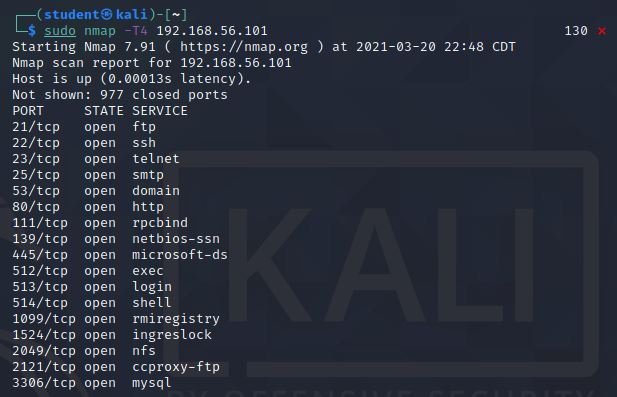 ┌──(student㉿kali)-[~]
└─$ sudo nmap -T4 192.168.56.101 130 ⨯
Starting Nmap 7.91 ( https://nmap.org ) at 2021-03-20 22:48 CDT
Nmap scan report for 192.168.56.101
Host is up (0.00013s latency).
Not shown: 977 closed ports
PORT STATE SERVICE
21/tcp open ftp
22/tcp open ssh
23/tcp open telnet
25/tcp open smtp
53/tcp open domain
80/tcp open http
111/tcp open rpcbind
139/tcp open netbios-ssn
445/tcp open microsoft-ds
512/tcp open exec
513/tcp open login
514/tcp open shell
1099/tcp open rmiregistry
1524/tcp open ingreslock
2049/tcp open nfs
2121/tcp open ccproxy-ftp
3306/tcp open mysql
KALI
BY OFFENSIVE SECURITY